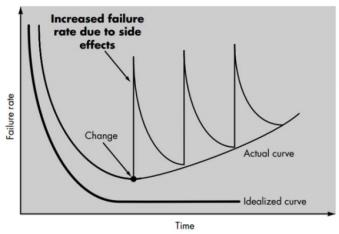 Increased failure
rate due to side
effects
Failure rate
Change
Actual curve
Idealized curve
Time